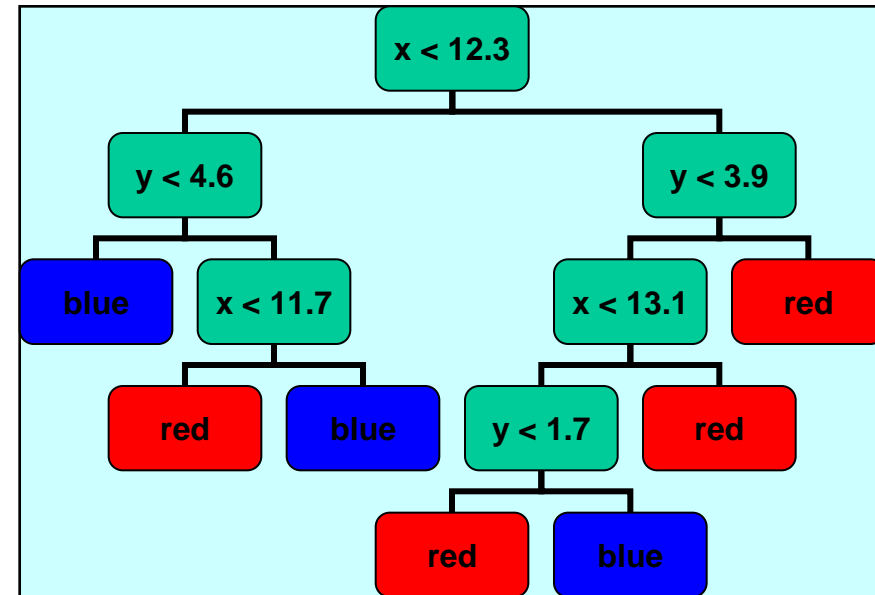 x < 12.3
y < 4.6
y < 3.9
blue
x < 11.7
x < 13.1
red
red
blue
y < 1.7
red
red
blue